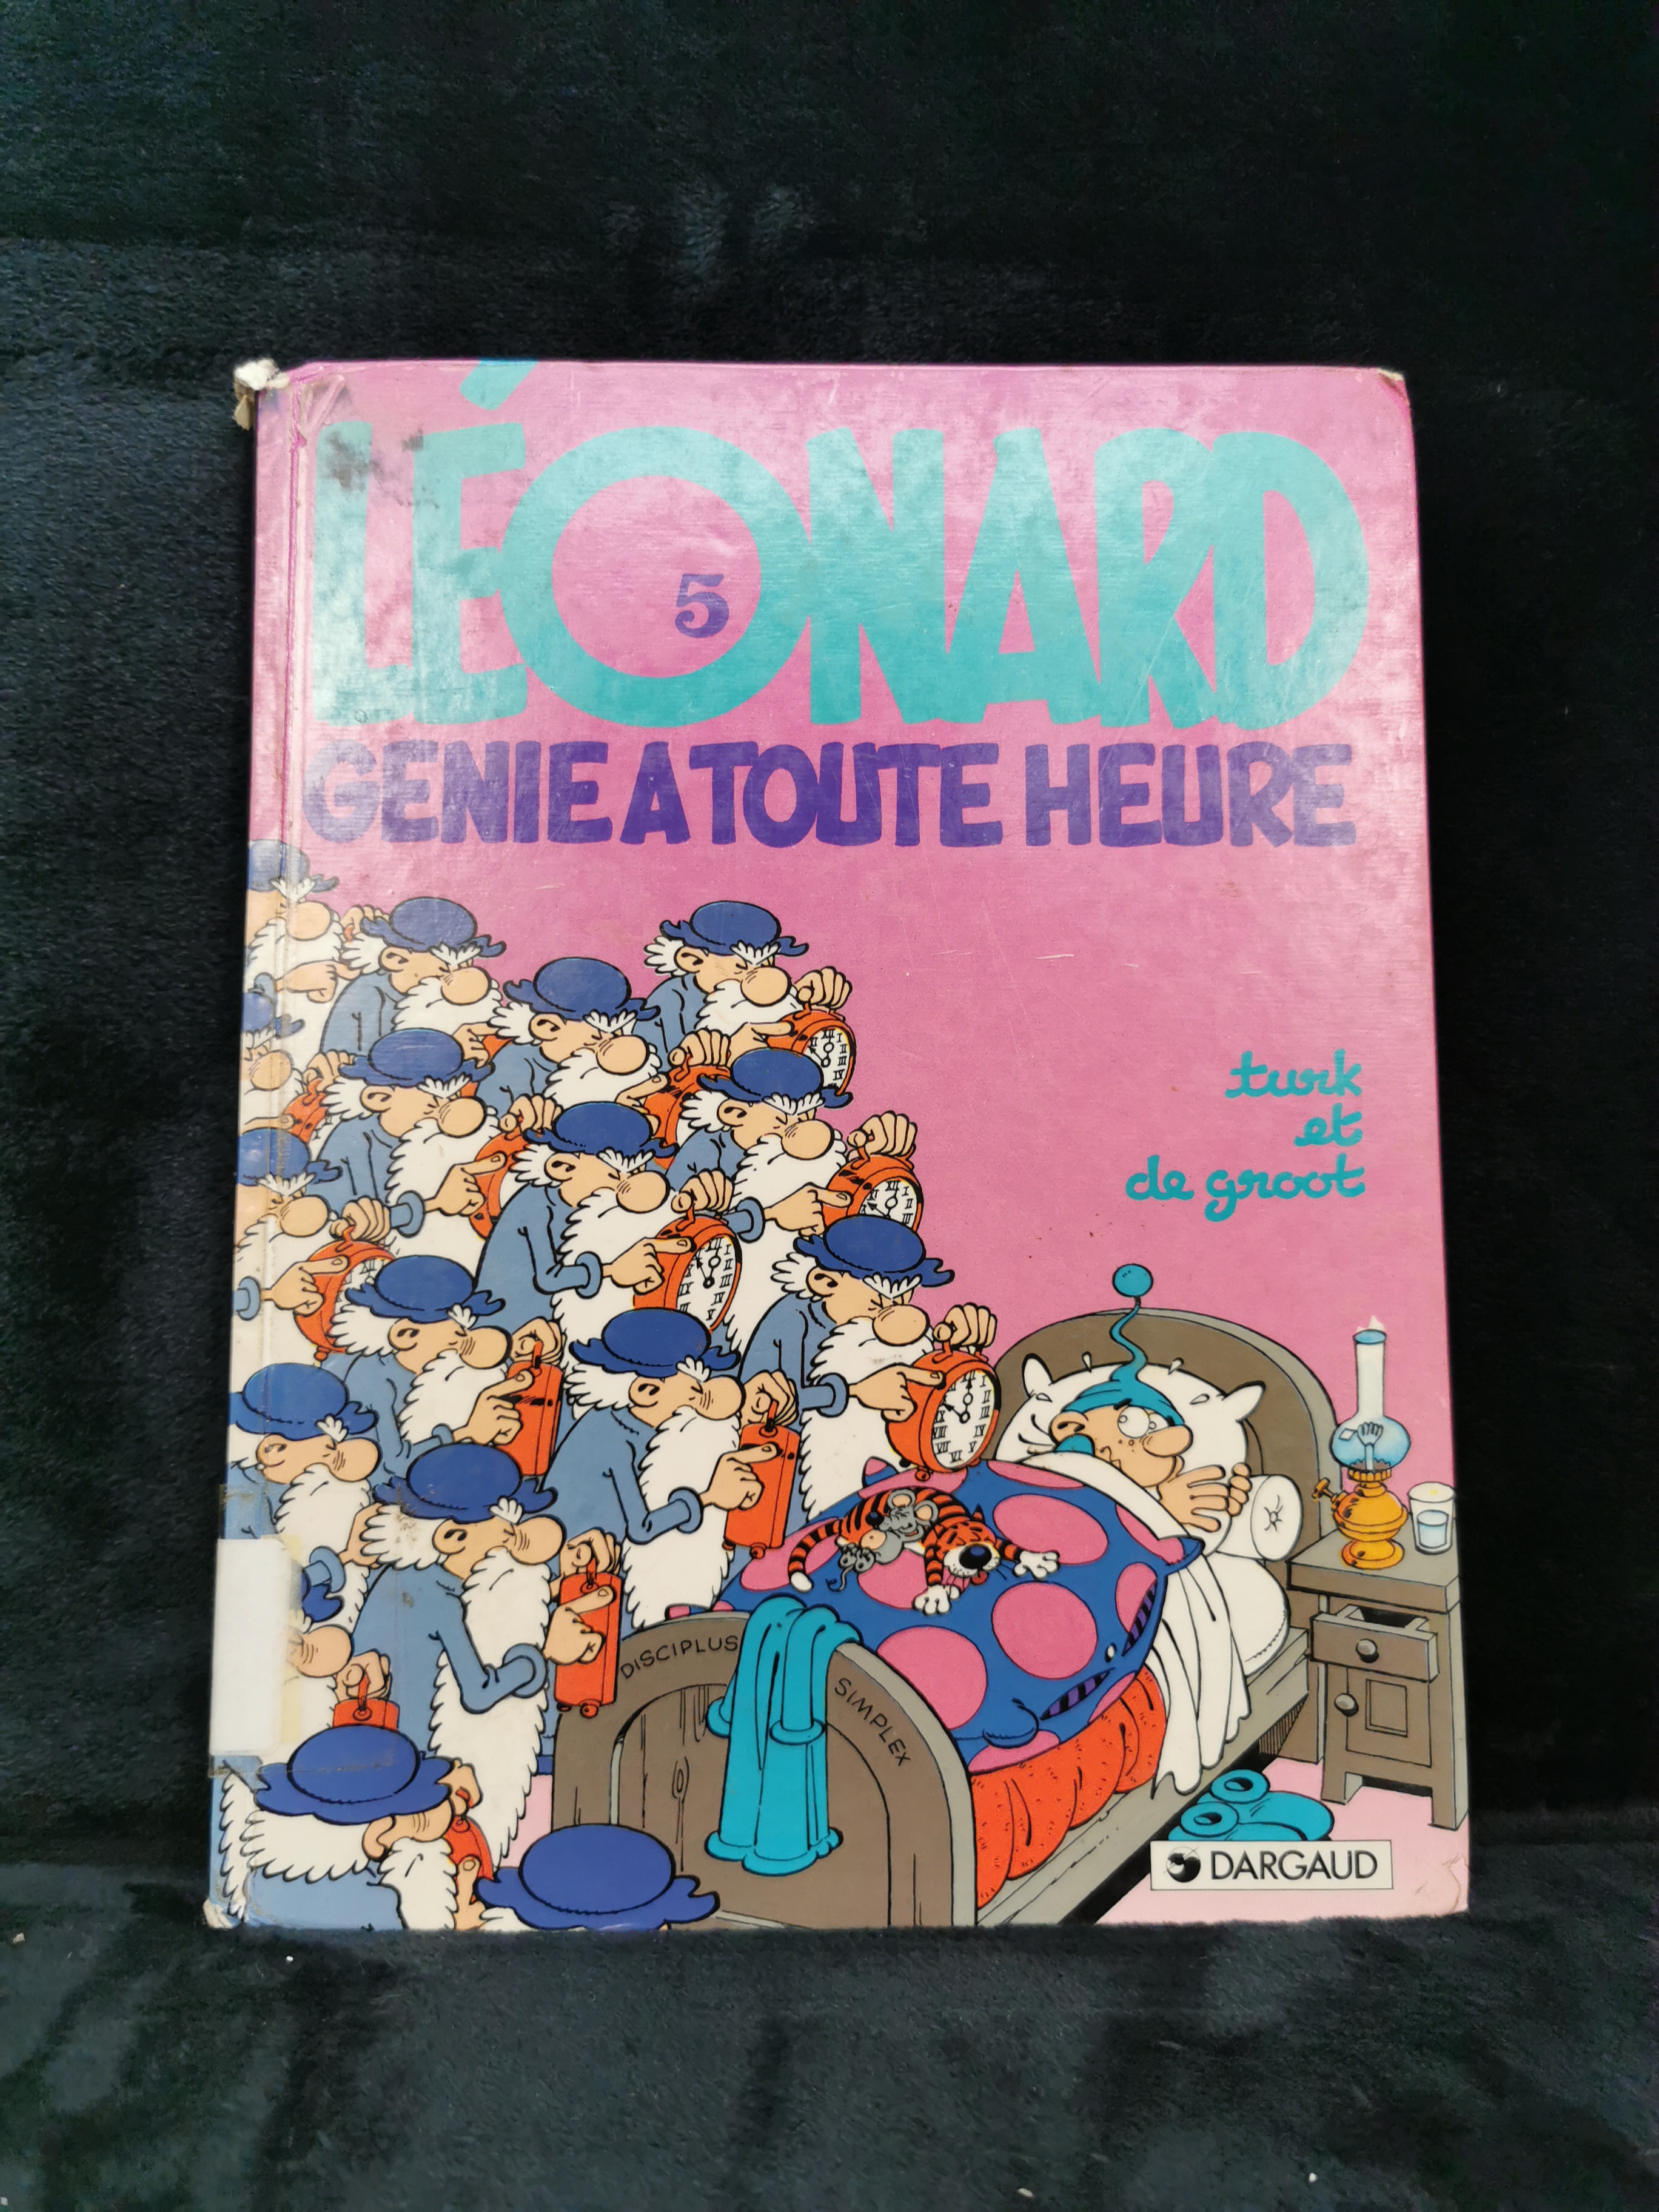 LÉONARD
5
GENIE A TOUTE HEURE
turk
et
de groot
DISCIPLUS
SIMPLEX
DARGAUD